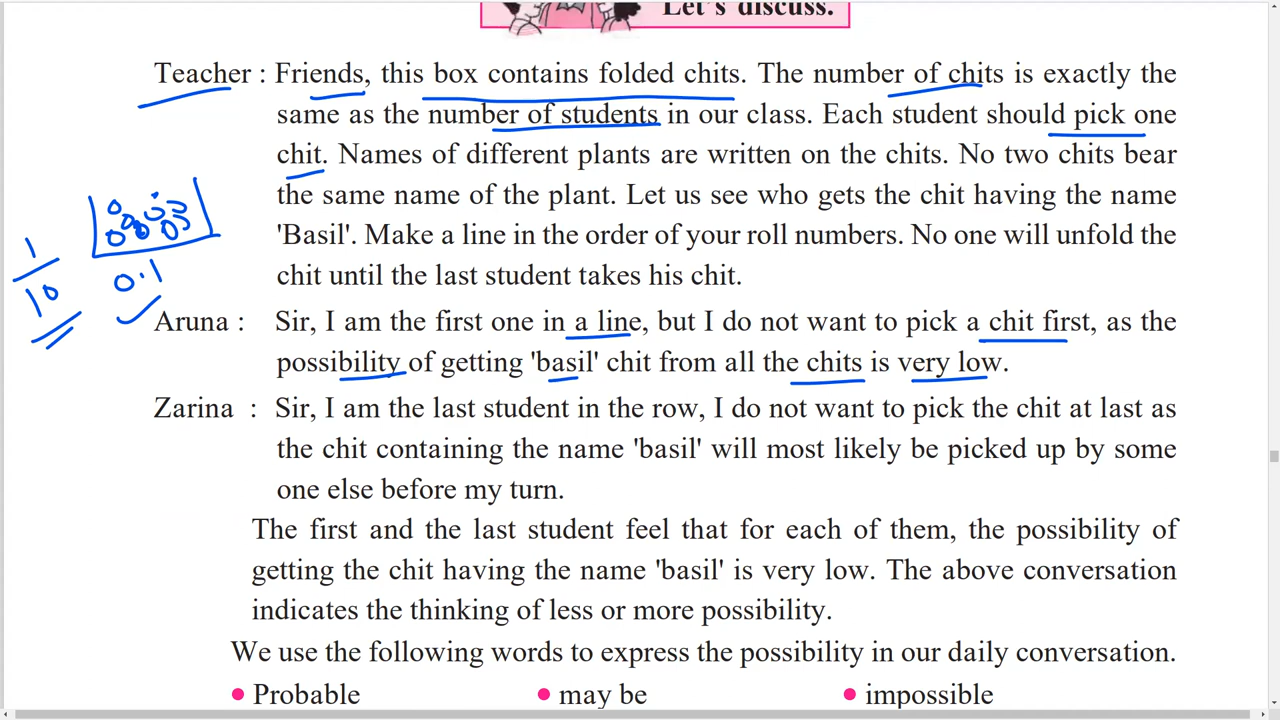 Let's discuss.
Teacher : Friends, this box contains folded chits. The number of chits is exactly the
same as the number of students in our class. Each student should pick one
chit. Names of different plants are written on the chits. No two chits bear
the same name of the plant. Let us see who gets the chit having the name
'Basil'. Make a line in the order of your roll numbers. No one will unfold the
chit until the last student takes his chit.
1
10
0.1
Aruna : Sir, I am the first one in a line, but I do not want to pick a chit first, as the
possibility of getting 'basil' chit from all the chits is very low.
Zarina : Sir, I am the last student in the row, I do not want to pick the chit at last as
the chit containing the name 'basil' will most likely be picked up by some
one else before my turn.
The first and the last student feel that for each of them, the possibility of
getting the chit having the name 'basil' is very low. The above conversation
indicates the thinking of less or more possibility.
We use the following words to express the possibility in our daily conversation.
• Probable • may be • impossible